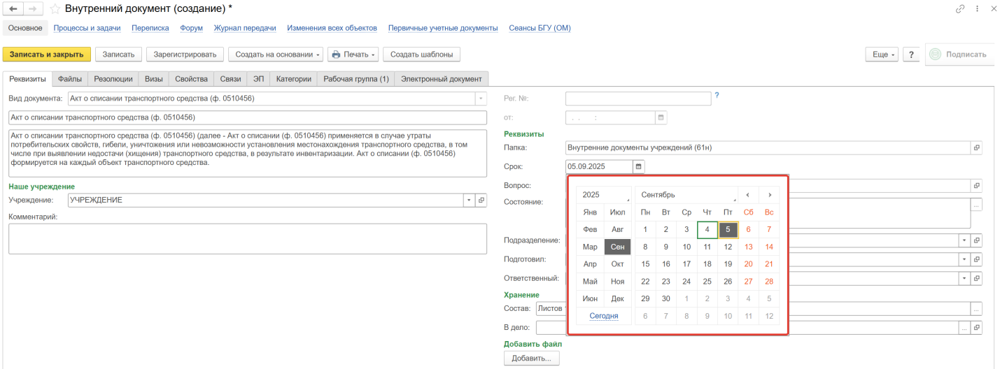 Внутренний документ (создание) *
Основное Процессы и задачи Переписка Форум Журнал передачи Изменения всех объектов Первичные учетные документы Сеансы БГУ (ОМ)
Записать и закрыть Записать Зарегистрировать Создать на основании Печать Создать шаблоны Еще ? Подписать
Реквизиты Файлы Резолюции Визы Свойства Связи ЭП Категории Рабочая группа (1) Электронный документ
Вид документа: Акт о списании транспортного средства (ф. 0510456)
Акт о списании транспортного средства (ф. 0510456)
Акт о списании транспортного средства (ф. 0510456) (далее - Акт о списании (ф. 0510456) применяется в случае утраты
потребительских свойств, гибели, уничтожения или невозможности установления местонахождения транспортного средства, в том
числе при выявлении недостачи (хищения) транспортного средства, в результате инвентаризации. Акт о списании (ф. 0510456)
формируется на каждый объект транспортного средства.
Наше учреждение
Учреждение: УЧРЕЖДЕНИЕ
Комментарий:
Рег. №: ?
от: . . :
Реквизиты
Папка: Внутренние документы учреждений (61н)
Срок: 05.09.2025
Вопрос:
Состояние: ...
Подразделение:
Подготовил:
Ответственный:
Хранение
Состав: Листов ...
В дело: ...
Добавить файл
Добавить...
2025 Сентябрь ‹ ›
Янв Июл Пн Вт Ср Чт Пт Сб Вс
Фев Авг 1 2 3 4 5 6 7
Мар Сен 8 9 10 11 12 13 14
Апр Окт 15 16 17 18 19 20 21
Май Ноя 22 23 24 25 26 27 28
Июн Дек 29 30 1 2 3 4 5
Сегодня 6 7 8 9 10 11 12